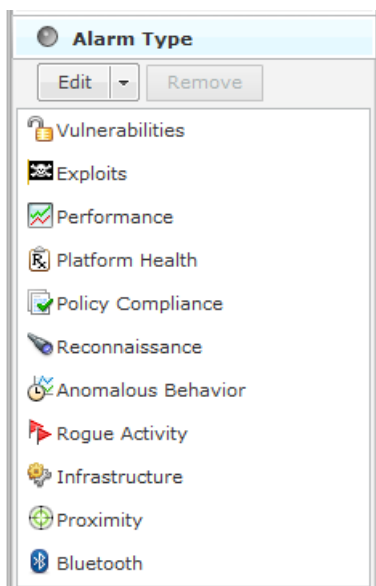 Alarm Type
Edit Remove
Vulnerabilities
Exploits
Performance
Platform Health
Policy Compliance
Reconnaissance
Anomalous Behavior
Rogue Activity
Infrastructure
Proximity
Bluetooth